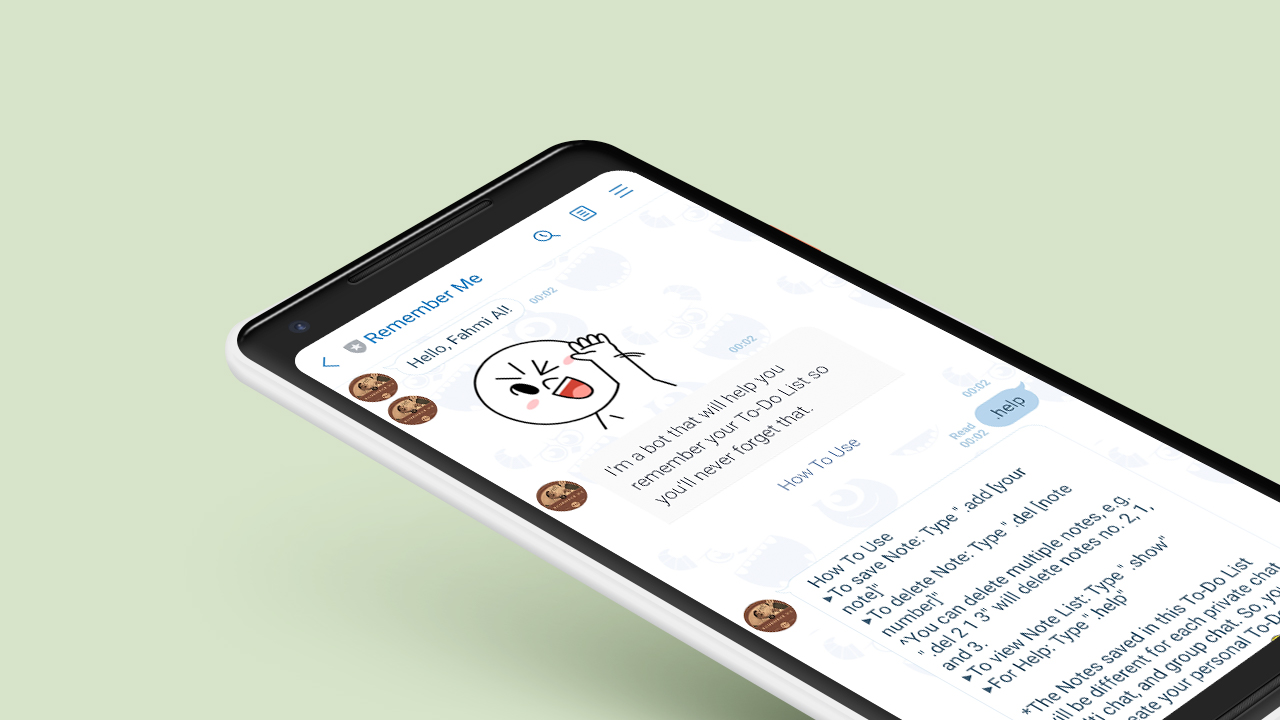 Remember Me
Hello, Fahmi Al!
00:02
00:02
I'm a bot that will help you
remember your To-Do List so
you'll never forget that.
How To Use
00:02
.help
Read
00:02
How To Use
►To save Note: Type " .add [your
note]"
►To delete Note: Type " .del [note
number]"
^You can delete multiple notes, e.g.
" .del 2 1 3" will delete notes no. 2, 1,
and 3.
►To view Note List: Type " .show"
►For Help: Type " .help"
*The Notes saved in this To-Do List
will be different for each private chat
chat, and group chat. So, you
your personal To-Do